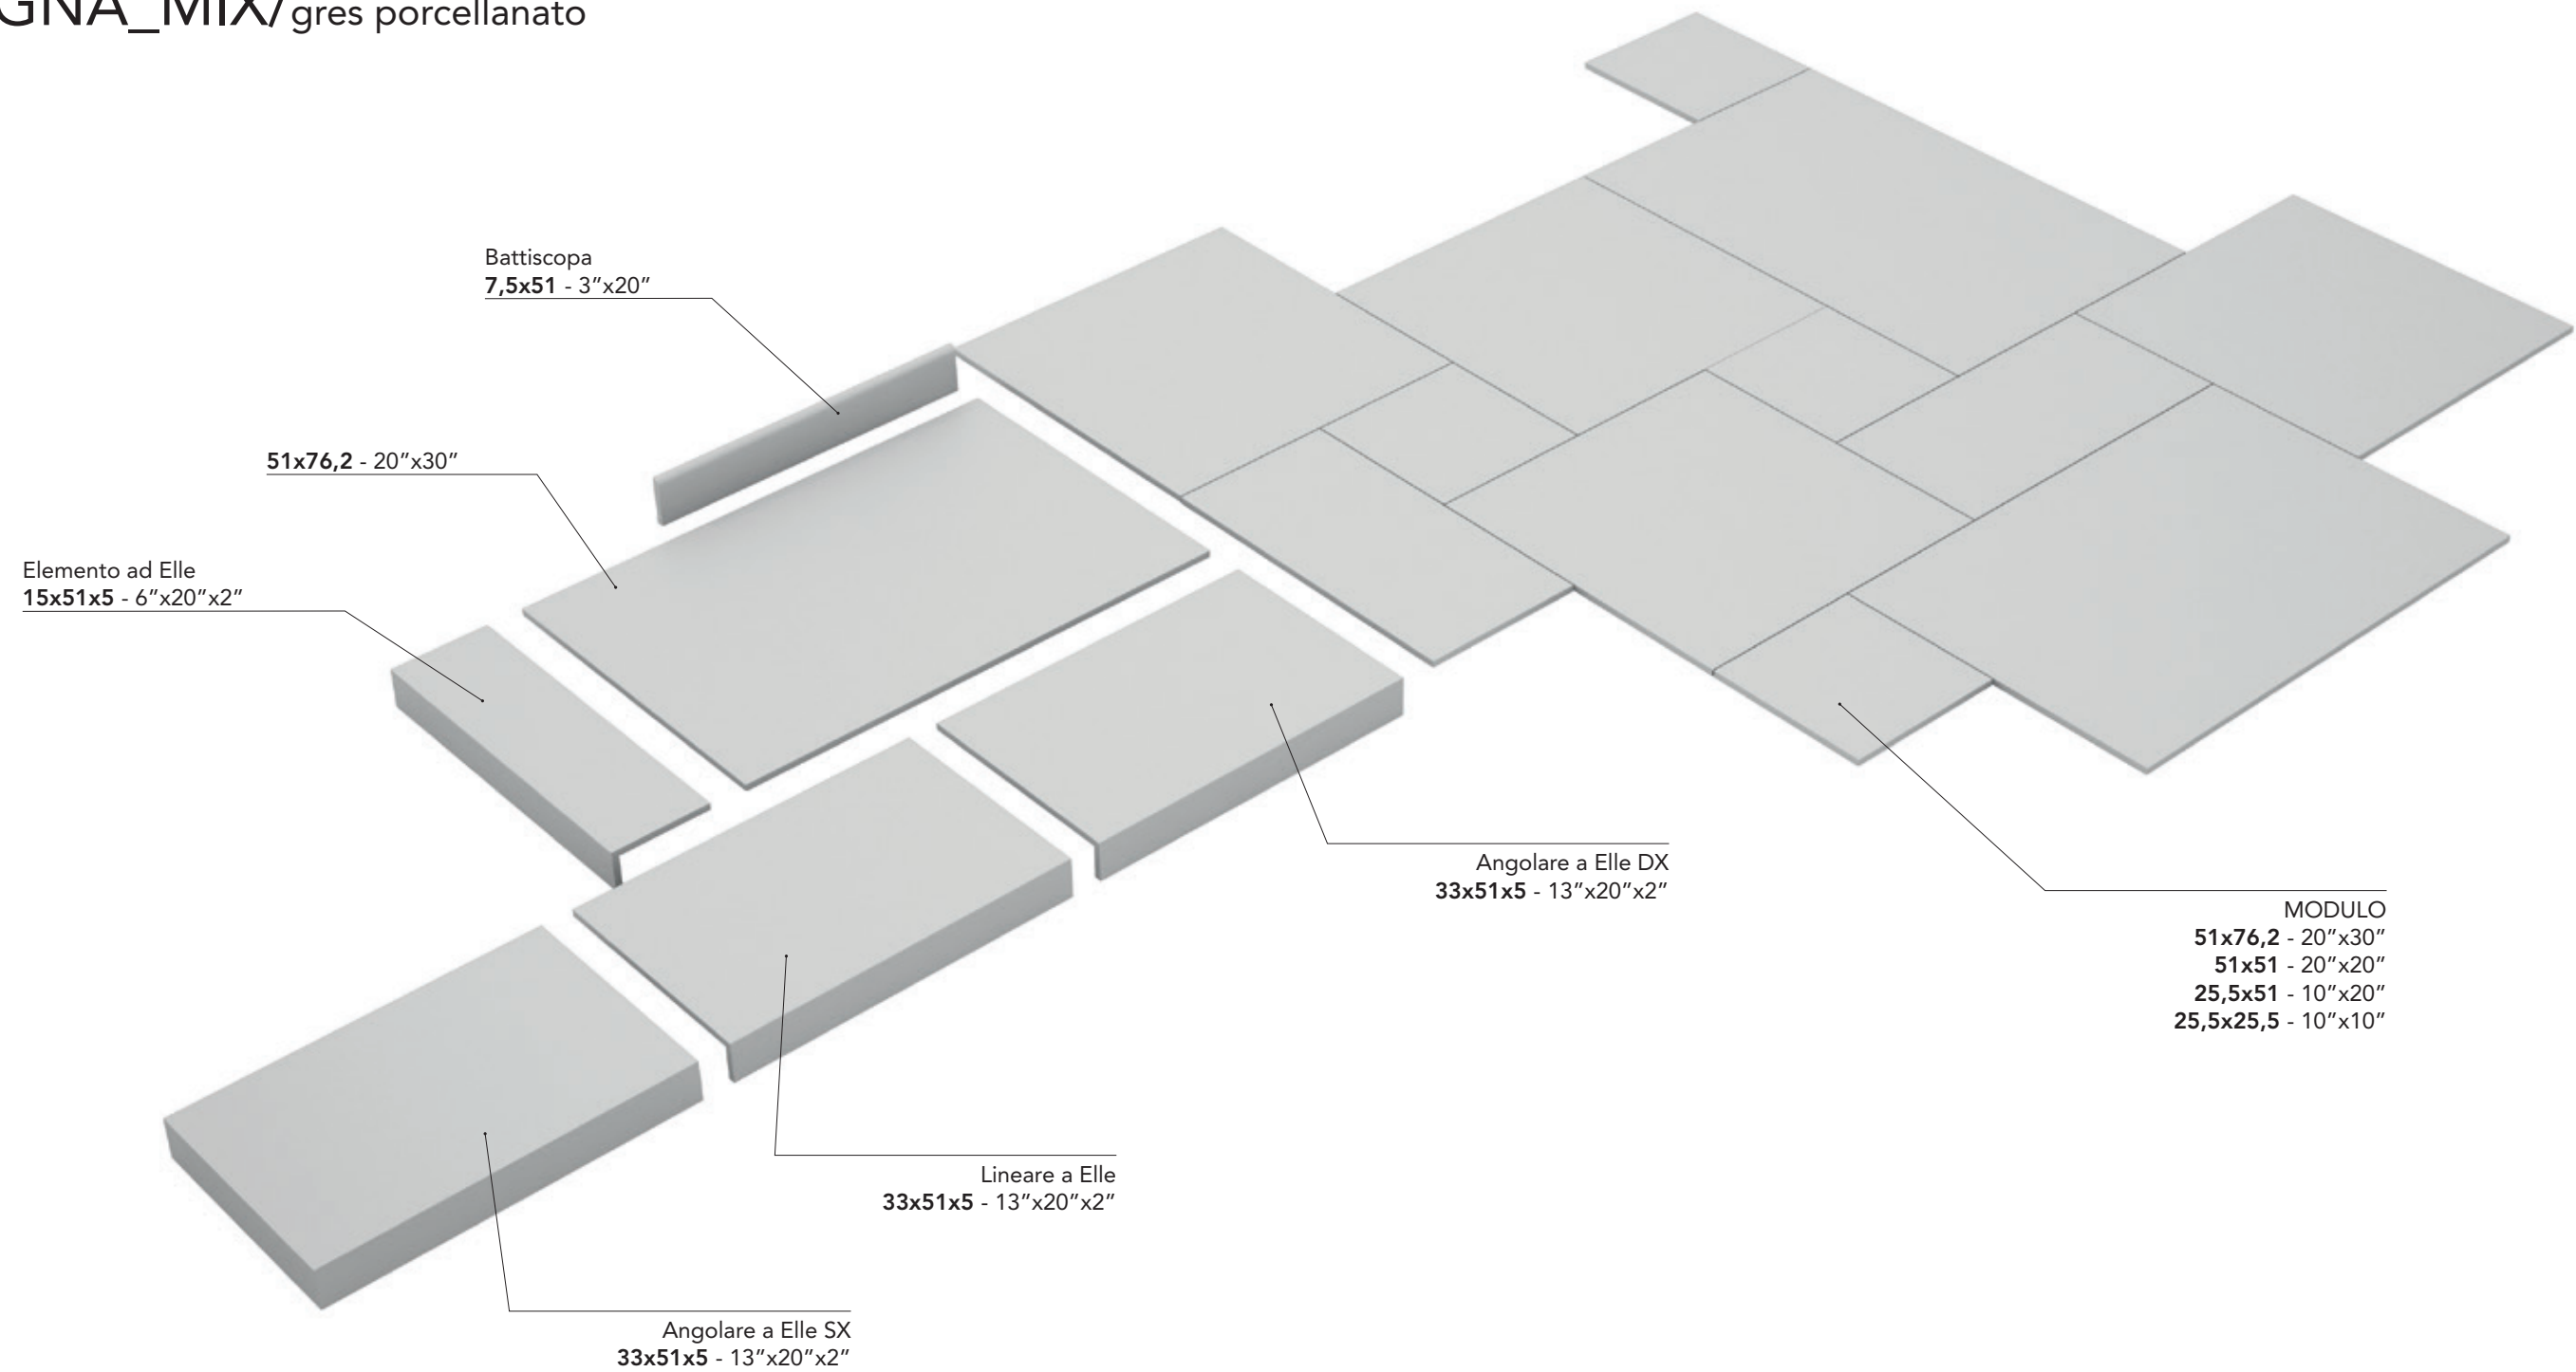 GNA_MIX/gres porcellanato
Battiscopa
7,5x51 - 3”x20”
51x76,2 - 20”x30”
Elemento ad Elle
15x51x5 - 6”x20”x2”
Angolare a Elle DX
33x51x5 - 13”x20”x2”
MODULO
51x76,2 - 20”x30”
51x51 - 20”x20”
25,5x51 - 10”x20”
25,5x25,5 - 10”x10”
Lineare a Elle
33x51x5 - 13”x20”x2”
Angolare a Elle SX
33x51x5 - 13”x20”x2”